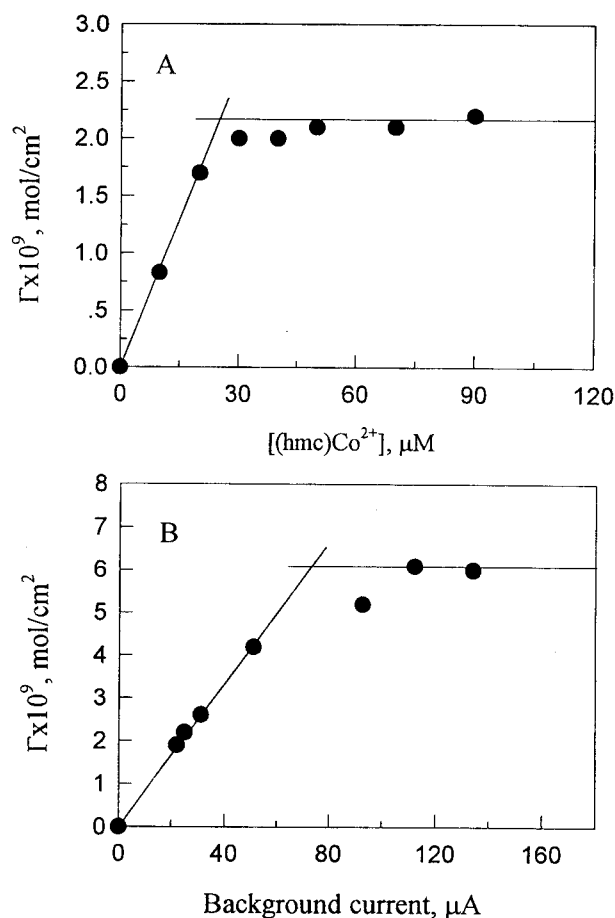 3.0
A
2.5
2.0
1.5
1.0
.5
0.0
Γx10⁹, mol/cm²
0 30 60 90 120
[(hmc)Co²⁺], μM
8
B
7
6
5
4
3
2
1
0
Γx10⁹, mol/cm²
0 40 80 120 160
Background current, μA